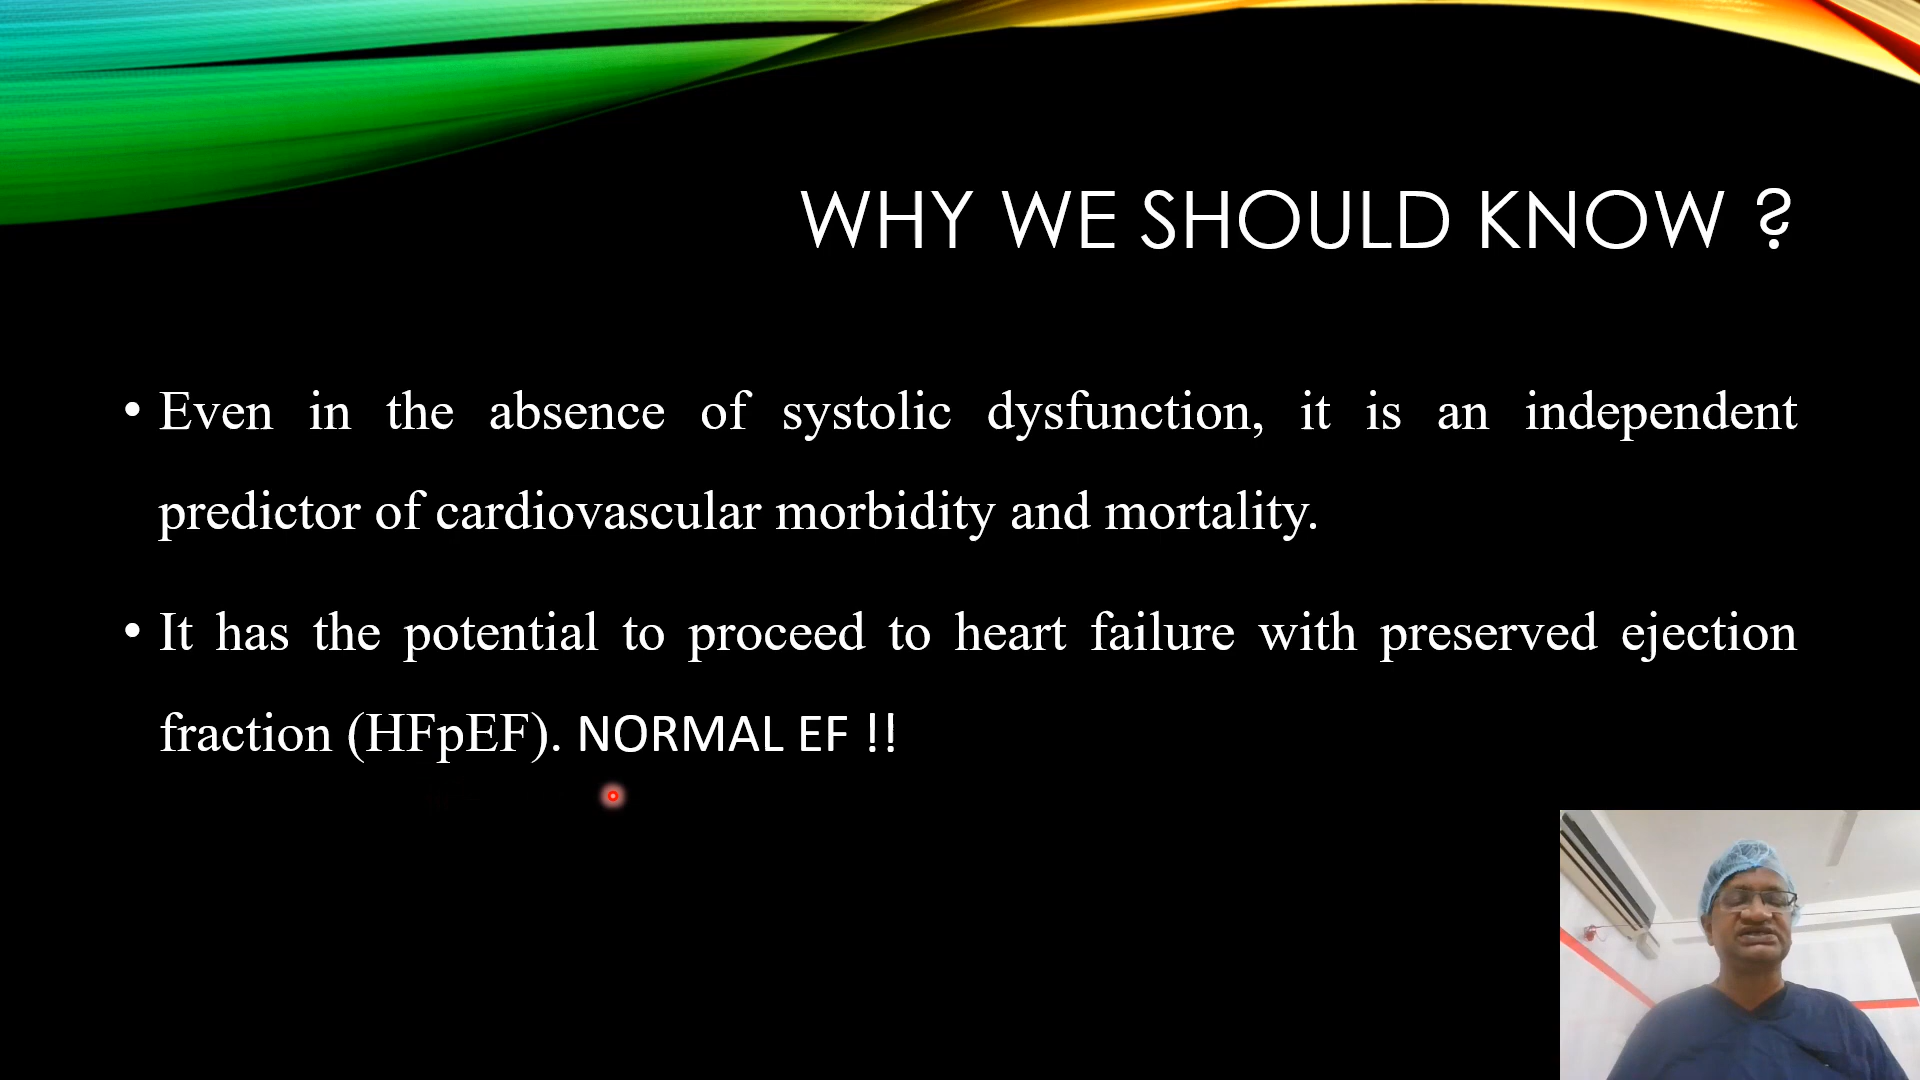 WHY WE SHOULD KNOW ?
• Even in the absence of systolic dysfunction, it is an independent
predictor of cardiovascular morbidity and mortality.
• It has the potential to proceed to heart failure with preserved ejection
fraction (HFpEF). NORMAL EF !!